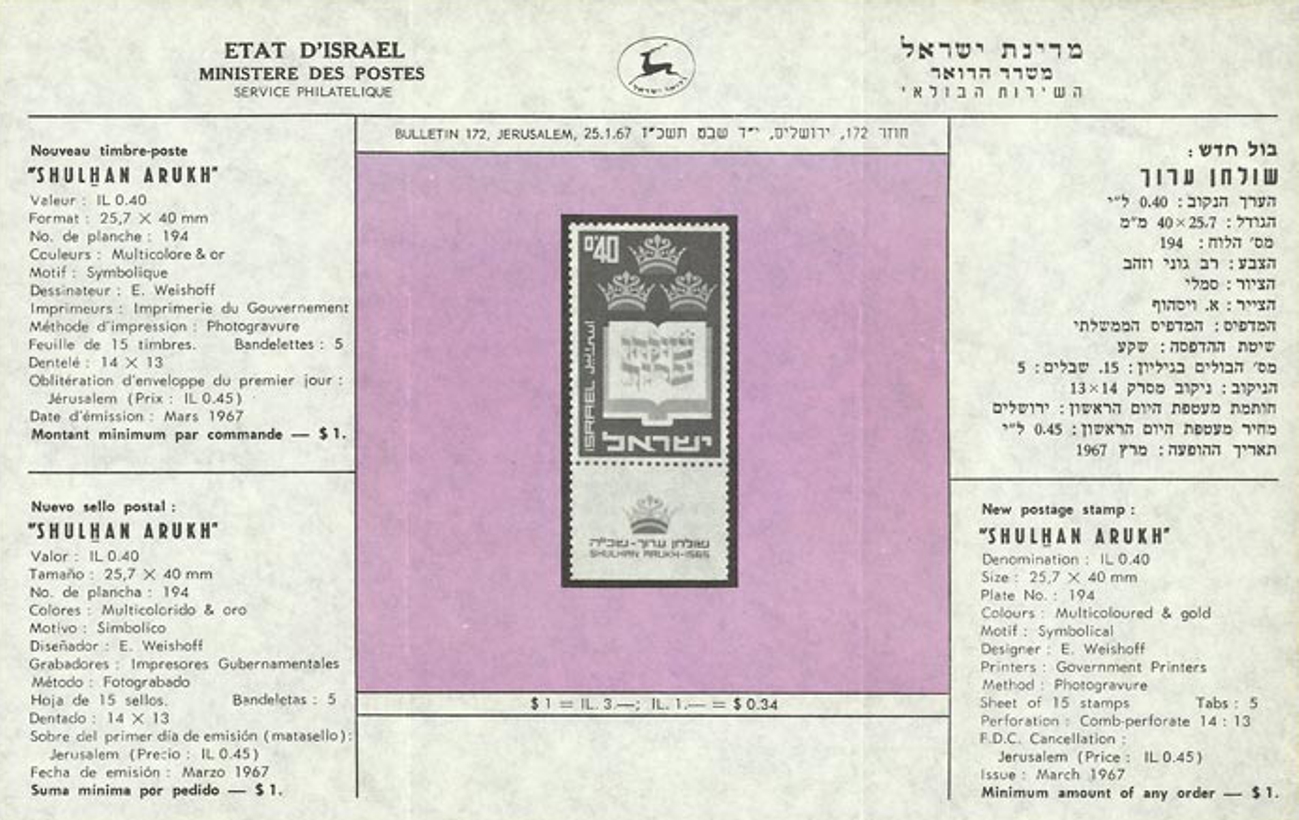 ETAT D'ISRAEL
MINISTERE DES POSTES
SERVICE PHILATELIQUE
מדינת ישראל
משרד הדואר
השירות הבולאי
BULLETIN 172, JERUSALEM, 25.1.67 חוזר 172, ירושלים, י״ד שבט תשכ״ז
Nouveau timbre-poste
"SHULḤAN ARUKH"
Valeur : IL 0.40
Format : 25,7 × 40 mm
No. de planche : 194
Couleurs : Multicolore & or
Motif : Symbolique
Dessinateur : E. Weishoff
Imprimeurs : Imprimerie du Gouvernement
Méthode d'impression : Photogravure
Feuille de 15 timbres. Bandelettes : 5
Dentelé : 14 × 13
Oblitération d'enveloppe du premier jour :
Jérusalem (Prix : IL 0.45)
Date d'émission : Mars 1967
Montant minimum par commande — $ 1.
Nuevo sello postal :
"SHULḤAN ARUKH"
Valor : IL 0.40
Tamaño : 25,7 × 40 mm
No. de plancha : 194
Colores : Multicolorido & oro
Motivo : Simbolico
Diseñador : E. Weishoff
Grabadores : Impresores Gubernamentales
Método : Fotograbado
Hoja de 15 sellos. Bandeletas : 5
Dentado : 14 × 13
Sobre del primer día de emisión (matasello) :
Jerusalem (Precio : IL 0.45)
Fecha de emisión : Marzo 1967
Suma mínima por pedido — $ 1.
0.40
إسرائيل
ISRAEL
ישראל
שולחן ערוך-שכ״ה
SHULHAN ARUKH-1565
$ 1 = IL. 3.—; IL. 1.— = $ 0.34
בול חדש :
שולחן ערוך
הערך הנקוב : 0.40 ל״י
הגודל : 25.7×40 מ״מ
מס׳ הלוח : 194
הצבע : רב גוני וזהב
הציור : סמלי
הצייר : א. ויסהוף
המדפיס : המדפיס הממשלתי
שיטת ההדפסה : שקע
מס׳ הבולים בגיליון : 15. שבלים : 5
הניקוב : ניקוב מסרק 14×13
חותמת מעטפת היום הראשון : ירושלים
מחיר מעטפת היום הראשון : 0.45 ל״י
תאריך ההופעה : מרץ 1967
New postage stamp :
"SHULḤAN ARUKH"
Denomination : IL 0.40
Size : 25,7 × 40 mm
Plate No. : 194
Colours : Multicoloured & gold
Motif : Symbolical
Designer : E. Weishoff
Printers : Government Printers
Method : Photogravure
Sheet of 15 stamps Tabs : 5
Perforation : Comb-perforate 14 : 13
F.D.C. Cancellation :
Jerusalem (Price : IL 0.45)
Issue : March 1967
Minimum amount of any order — $ 1.